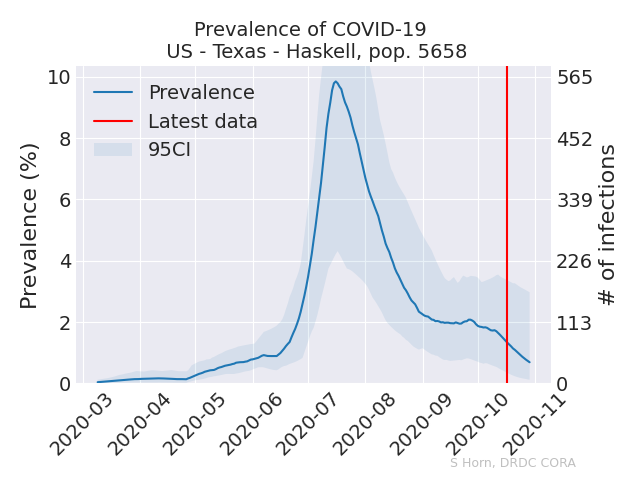 Prevalence of COVID-19
US - Texas - Haskell, pop. 5658
Prevalence
Latest data
95CI
Prevalence (%)
10
8
6
4
2
0
# of infections
565
452
339
226
113
0
2020-03
2020-04
2020-05
2020-06
2020-07
2020-08
2020-09
2020-10
2020-11
S Horn, DRDC CORA